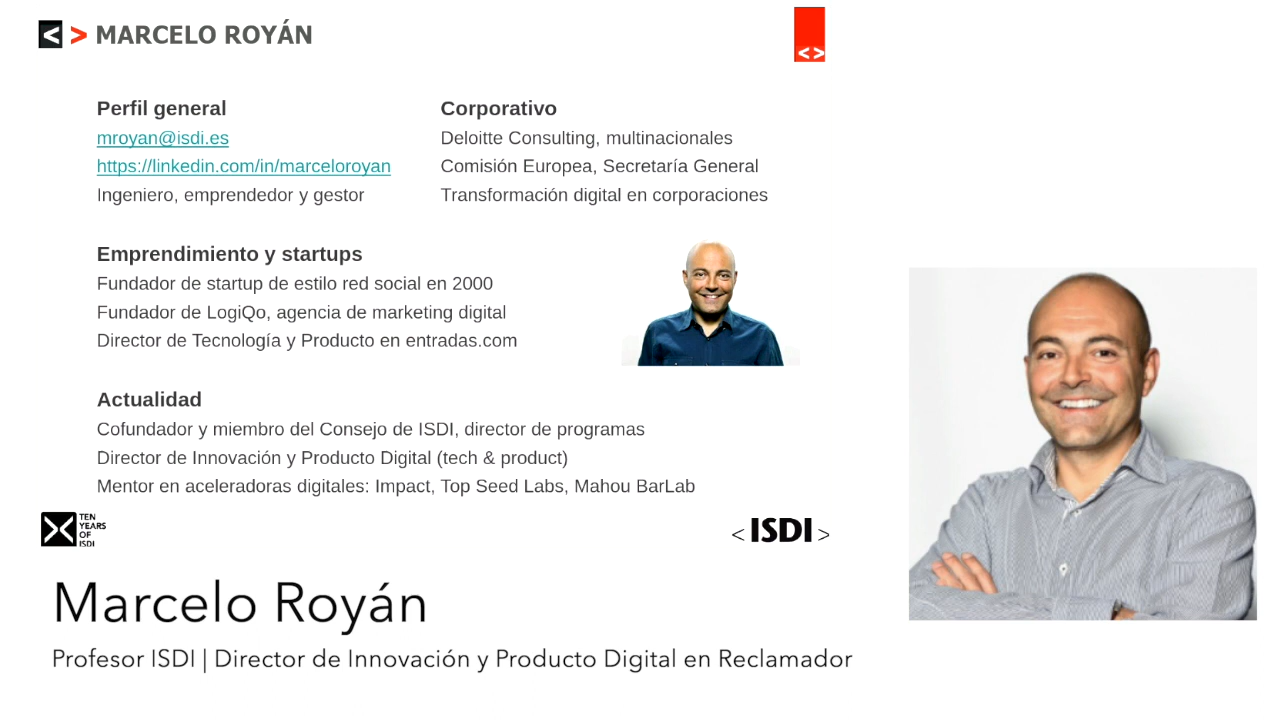 < > MARCELO ROYÁN
< >
Perfil general
mroyan@isdi.es
https://linkedin.com/in/marceloroyan
Ingeniero, emprendedor y gestor
Corporativo
Deloitte Consulting, multinacionales
Comisión Europea, Secretaría General
Transformación digital en corporaciones
Emprendimiento y startups
Fundador de startup de estilo red social en 2000
Fundador de LogiQo, agencia de marketing digital
Director de Tecnología y Producto en entradas.com
Actualidad
Cofundador y miembro del Consejo de ISDI, director de programas
Director de Innovación y Producto Digital (tech & product)
Mentor en aceleradoras digitales: Impact, Top Seed Labs, Mahou BarLab
TEN
YEARS
OF
ISDI
< ISDI >
Marcelo Royán
Profesor ISDI | Director de Innovación y Producto Digital en Reclamador